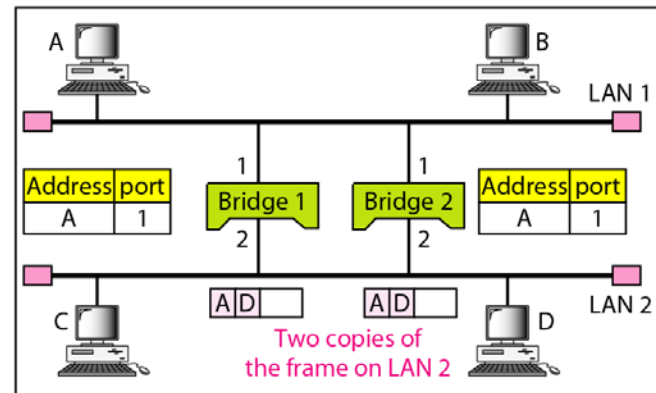 A
B
LAN 1
1
1
Address port
A 1
Bridge 1
Bridge 2
Address port
A 1
2
2
A D
A D
LAN 2
C
D
Two copies of
the frame on LAN 2